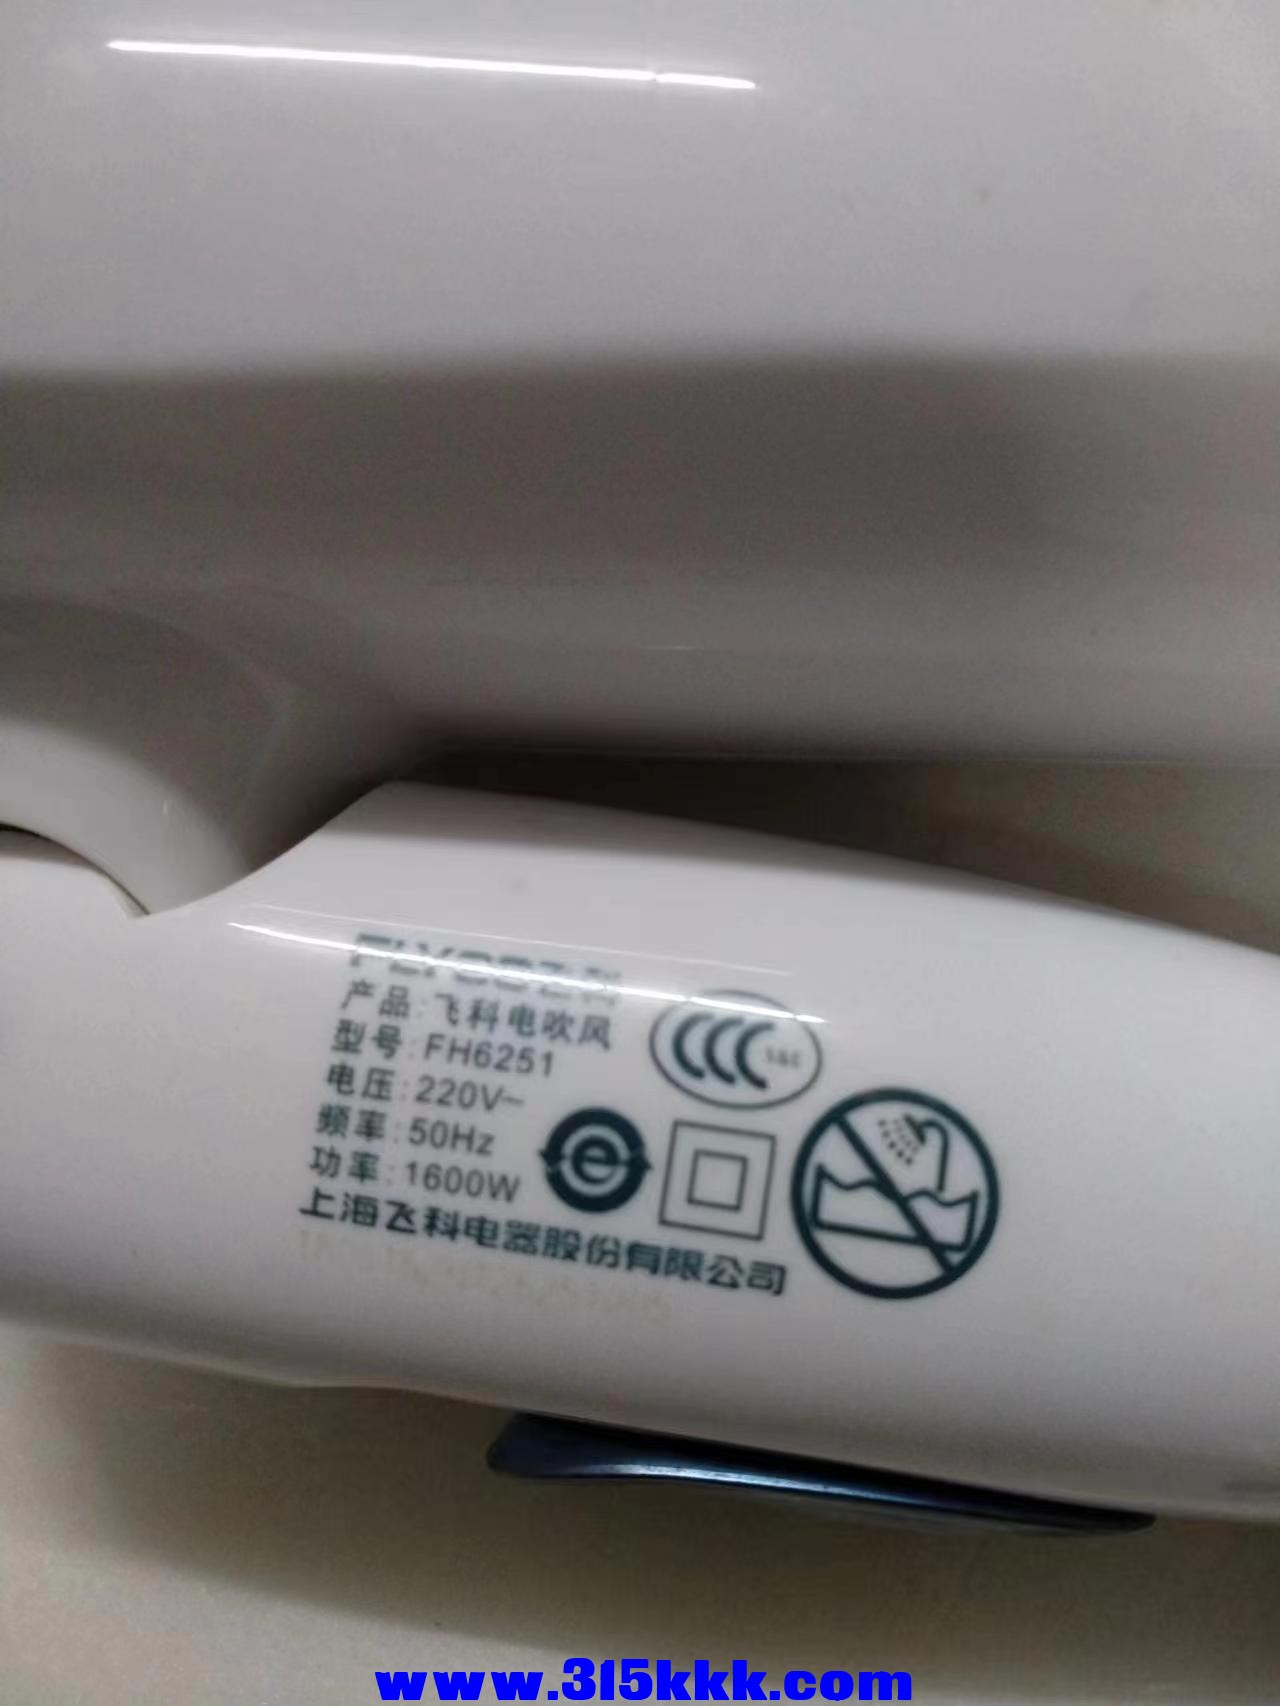 FLYCO飞科
产品:飞科电吹风
型号:FH6251
电压:220V~
频率:50Hz
功率:1600W
上海飞科电器股份有限公司
CCC S&E
e
www.315kkk.com